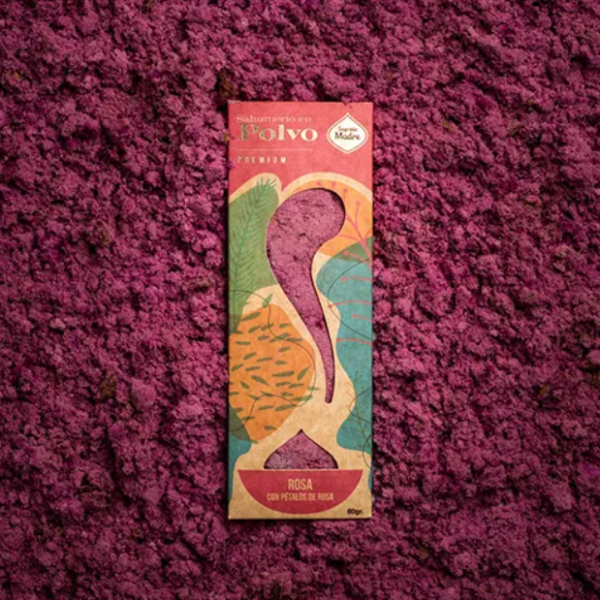 Sahumerio en
Polvo
PREMIUM
Sagrada
Madre
ROSA
CON PÉTALOS DE ROSA
60gr.